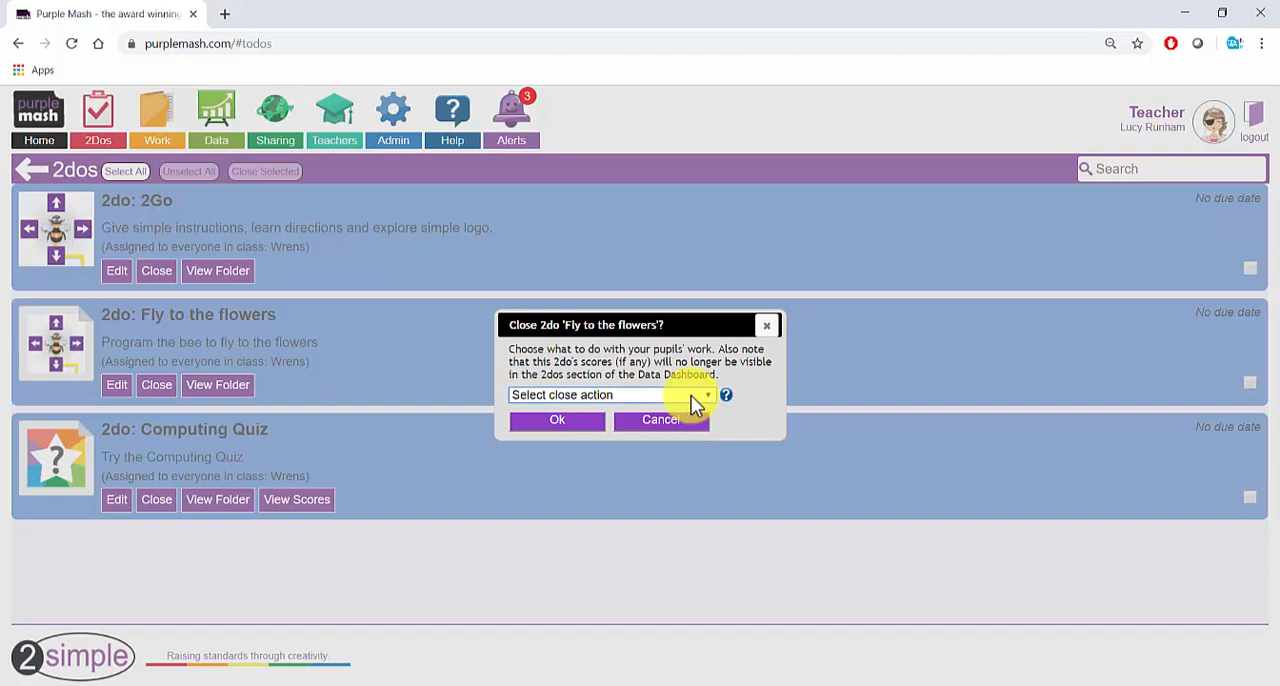 Purple Mash - the award winning
purplemash.com/#todos
Apps
purple
mash
Home
2Dos
Work
Data
Sharing
Teachers
Admin
?
Help
3
Alerts
Teacher
Lucy Runham
logout
2dos
Select All
Unselect All
Close Selected
Search
2do: 2Go
No due date
Give simple instructions, learn directions and explore simple logo.
(Assigned to everyone in class: Wrens)
Edit
Close
View Folder
2do: Fly to the flowers
No due date
Program the bee to fly to the flowers
(Assigned to everyone in class: Wrens)
Edit
Close
View Folder
Close 2do 'Fly to the flowers'?
Choose what to do with your pupils' work. Also note
that this 2do's scores (if any) will no longer be visible
in the 2dos section of the Data Dashboard.
Select close action
?
Ok
Cancel
2do: Computing Quiz
No due date
?
Try the Computing Quiz
(Assigned to everyone in class: Wrens)
Edit
Close
View Folder
View Scores
2simple
Raising standards through creativity.